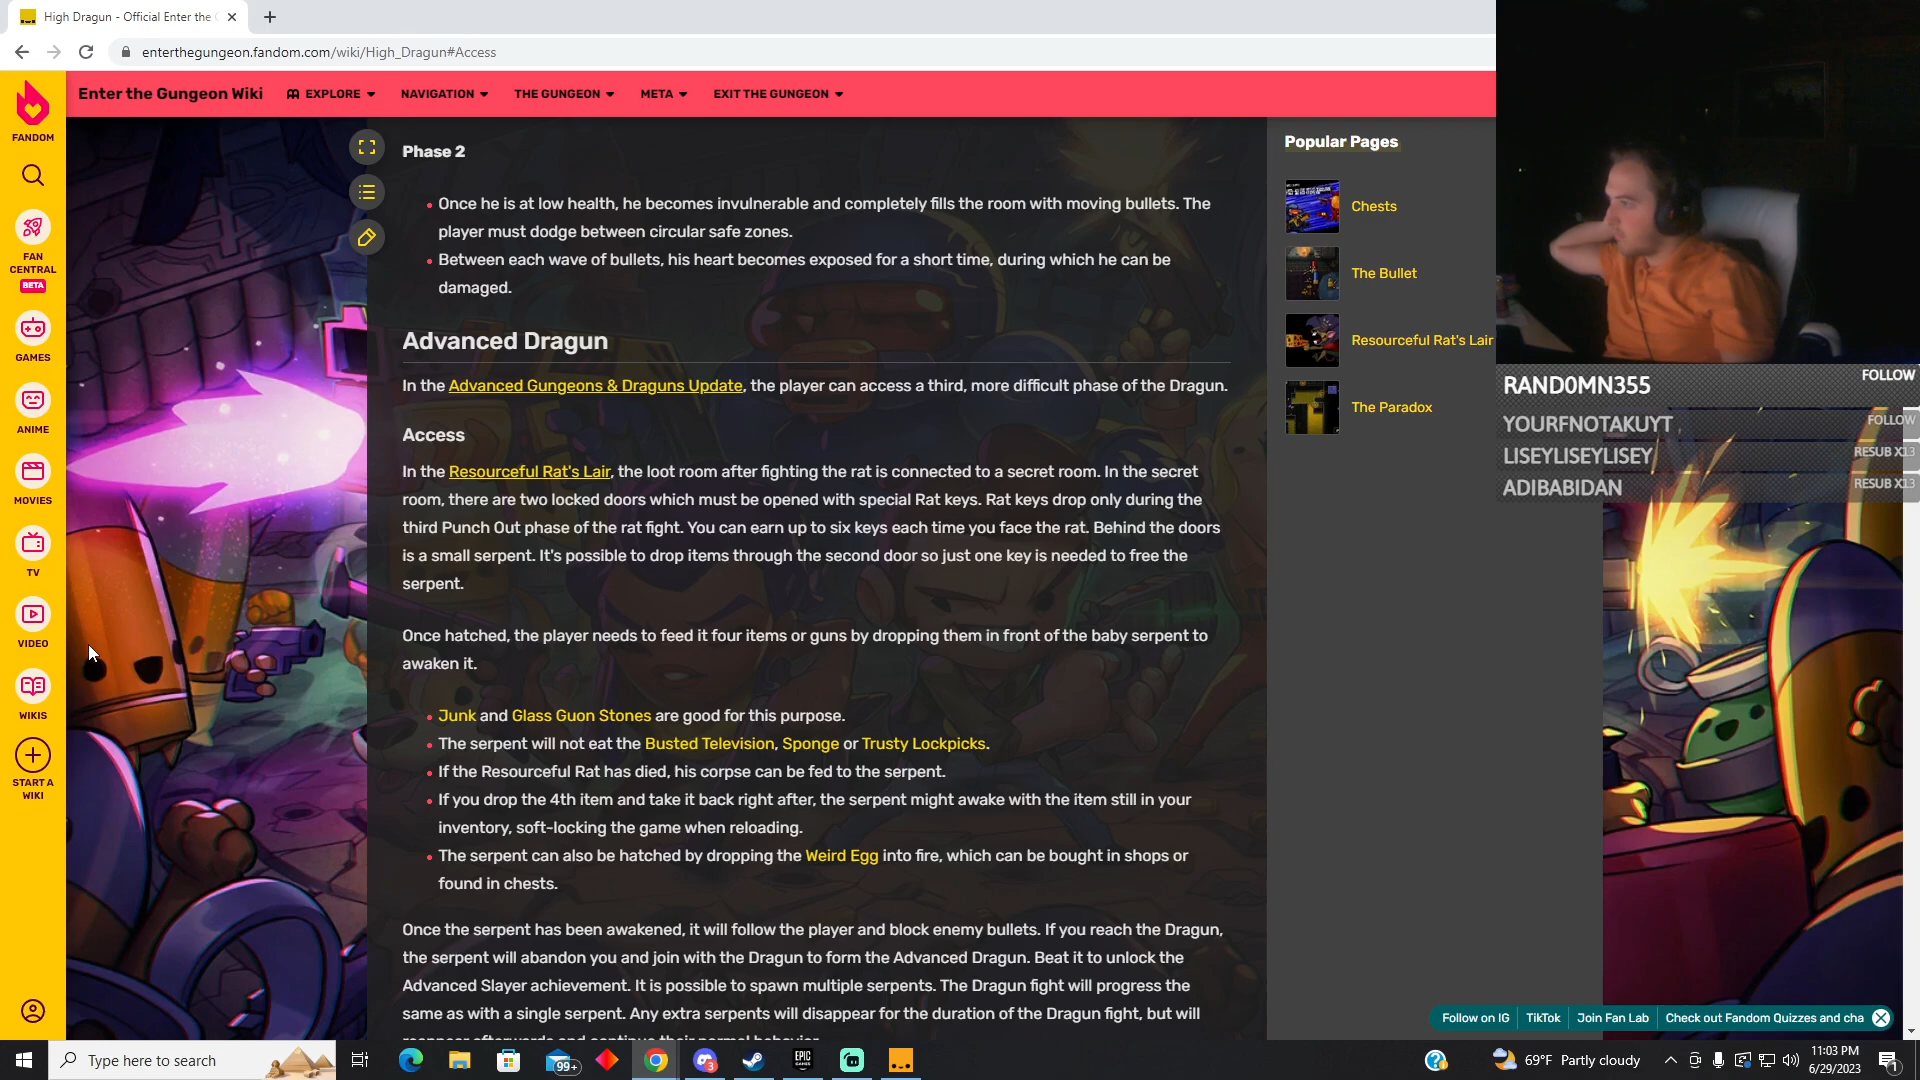 High Dragun - Official Enter the
enterthegungeon.fandom.com/wiki/High_Dragun#Access
Enter the Gungeon Wiki
EXPLORE
NAVIGATION
THE GUNGEON
META
EXIT THE GUNGEON
FANDOM
FAN
CENTRAL
BETA
GAMES
ANIME
MOVIES
TV
VIDEO
WIKIS
START A
WIKI
Phase 2
Once he is at low health, he becomes invulnerable and completely fills the room with moving bullets. The
player must dodge between circular safe zones.
Between each wave of bullets, his heart becomes exposed for a short time, during which he can be
damaged.
Advanced Dragun
In the Advanced Gungeons & Draguns Update, the player can access a third, more difficult phase of the Dragun.
Access
In the Resourceful Rat's Lair, the loot room after fighting the rat is connected to a secret room. In the secret
room, there are two locked doors which must be opened with special Rat keys. Rat keys drop only during the
third Punch Out phase of the rat fight. You can earn up to six keys each time you face the rat. Behind the doors
is a small serpent. It's possible to drop items through the second door so just one key is needed to free the
serpent.
Once hatched, the player needs to feed it four items or guns by dropping them in front of the baby serpent to
awaken it.
Junk and Glass Guon Stones are good for this purpose.
The serpent will not eat the Busted Television, Sponge or Trusty Lockpicks.
If the Resourceful Rat has died, his corpse can be fed to the serpent.
If you drop the 4th item and take it back right after, the serpent might awake with the item still in your
inventory, soft-locking the game when reloading.
The serpent can also be hatched by dropping the Weird Egg into fire, which can be bought in shops or
found in chests.
Once the serpent has been awakened, it will follow the player and block enemy bullets. If you reach the Dragun,
the serpent will abandon you and join with the Dragun to form the Advanced Dragun. Beat it to unlock the
Advanced Slayer achievement. It is possible to spawn multiple serpents. The Dragun fight will progress the
same as with a single serpent. Any extra serpents will disappear for the duration of the Dragun fight, but will
reappear afterwards and continue their normal behavior.
Popular Pages
Chests
The Bullet
Resourceful Rat's Lair
The Paradox
RAND0MN355 FOLLOW
YOURFNOTAKUYT FOLLOW
LISEYLISEYLISEY RESUB X13
ADIBABIDAN RESUB X13
Follow on IG
TikTok
Join Fan Lab
Check out Fandom Quizzes and cha
Type here to search
99+
3
EPIC
GAMES
69°F Partly cloudy
11:03 PM
6/29/2023
1